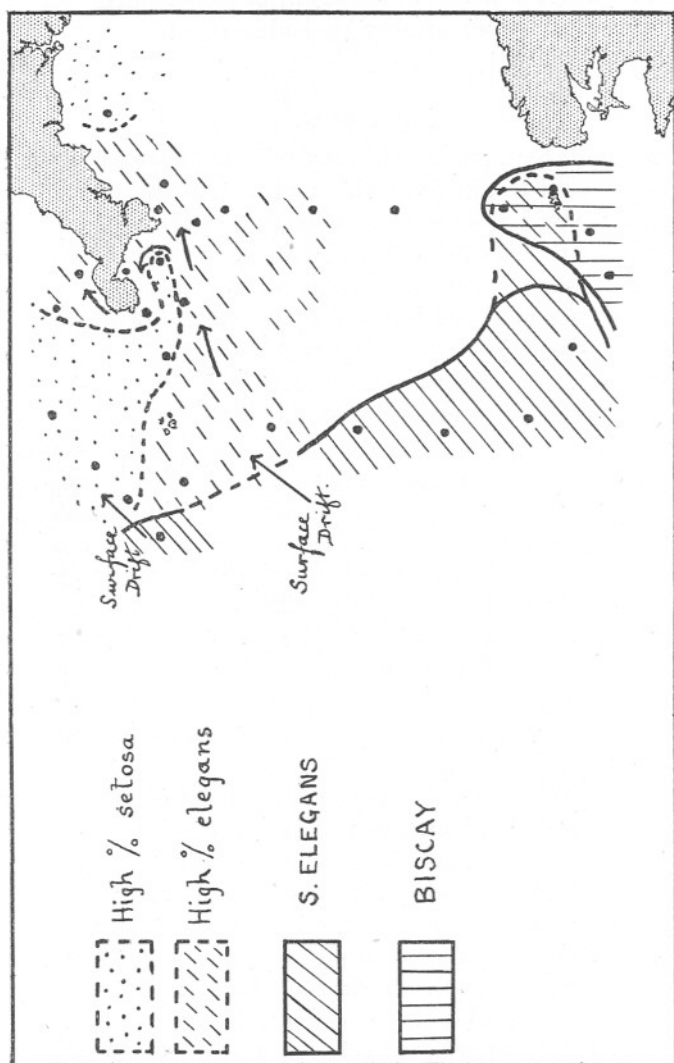 Surface
Drift
Surface
Drift.
High % setosa
High % elegans
S. ELEGANS
BISCAY